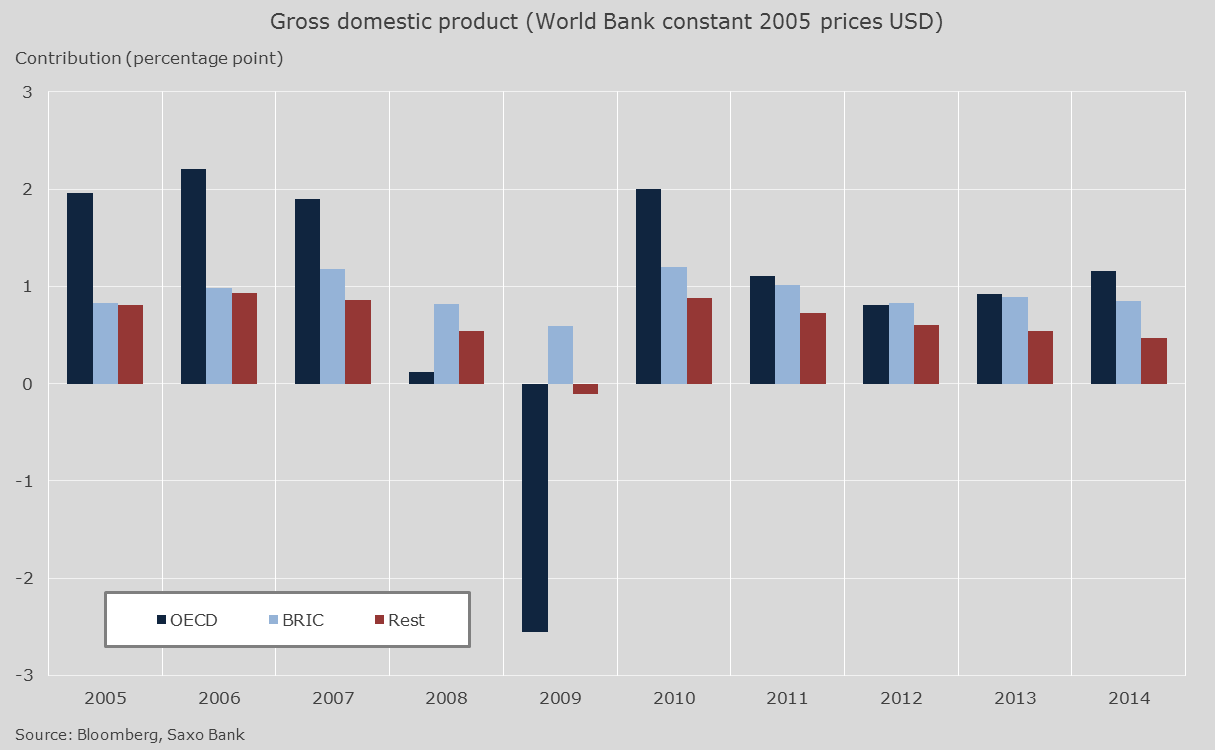 Gross domestic product (World Bank constant 2005 prices USD)
Contribution (percentage point)
3
2
1
0
-1
-2
-3
OECD BRIC Rest
2005 2006 2007 2008 2009 2010 2011 2012 2013 2014
Source: Bloomberg, Saxo Bank